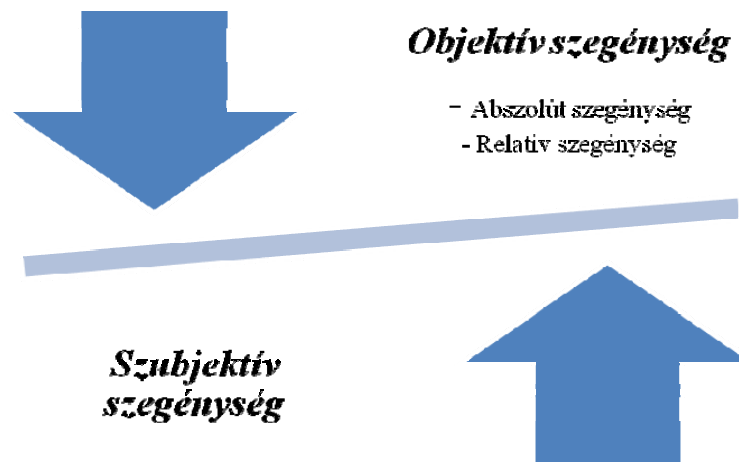 Objektív szegénység
- Abszolút szegénység
- Relatív szegénység
Szubjektív
szegénység